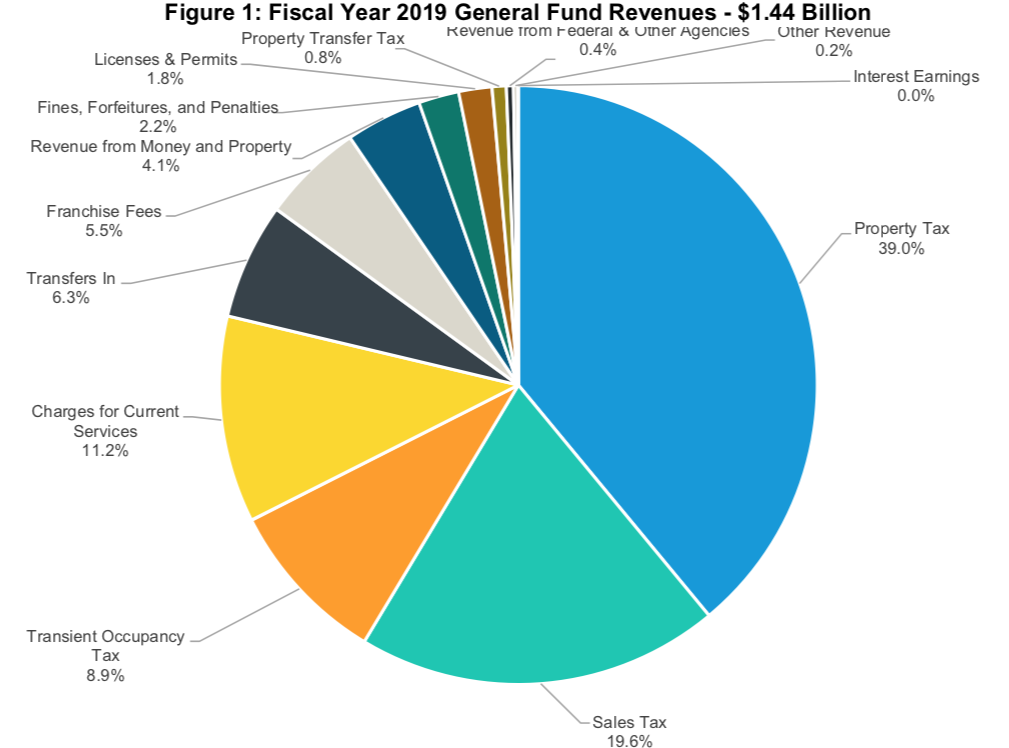 Figure 1: Fiscal Year 2019 General Fund Revenues - $1.44 Billion
Property Transfer Tax
0.8%
Revenue from Federal & Other Agencies
0.4%
Other Revenue
0.2%
Licenses & Permits
1.8%
Interest Earnings
0.0%
Fines, Forfeitures, and Penalties
2.2%
Revenue from Money and Property
4.1%
Franchise Fees
5.5%
Property Tax
39.0%
Transfers In
6.3%
Charges for Current
Services
11.2%
Transient Occupancy
Tax
8.9%
Sales Tax
19.6%